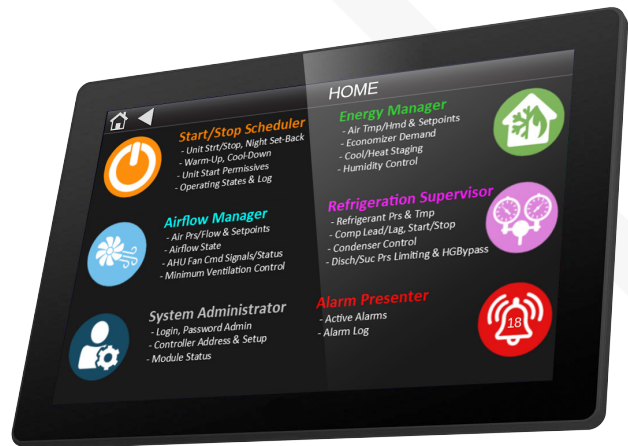 HOME
Start/Stop Scheduler
- Unit Strt/Stop, Night Set-Back
- Warm-Up, Cool-Down
- Unit Start Permissives
- Operating States & Log
Airflow Manager
- Air Prs/Flow & Setpoints
- Airflow State
- AHU Fan Cmd Signals/Status
- Minimum Ventilation Control
System Administrator
- Login, Password Admin
- Controller Address & Setup
- Module Status
Energy Manager
- Air Tmp/Hmd & Setpoints
- Economizer Demand
- Cool/Heat Staging
- Humidity Control
Refrigeration Supervisor
- Refrigerant Prs & Tmp
- Comp Lead/Lag, Start/Stop
- Condenser Control
- Disch/Suc Prs Limiting & HGBypass
Alarm Presenter
- Active Alarms
- Alarm Log
18